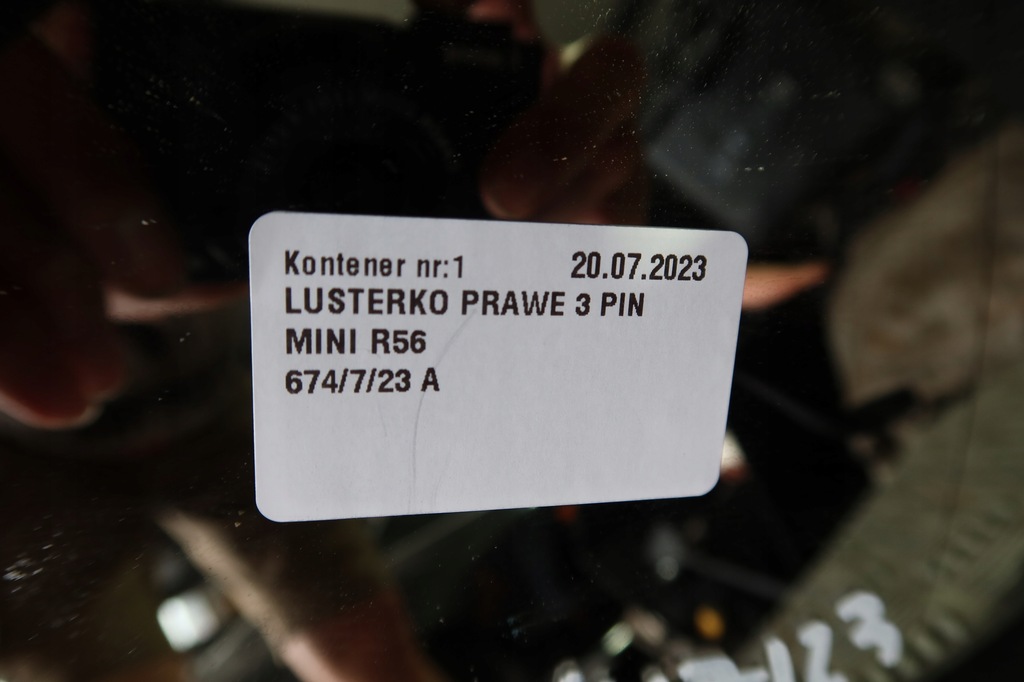 Kontener nr:1 20.07.2023
LUSTERKO PRAWE 3 PIN
MINI R56
674/7/23 A